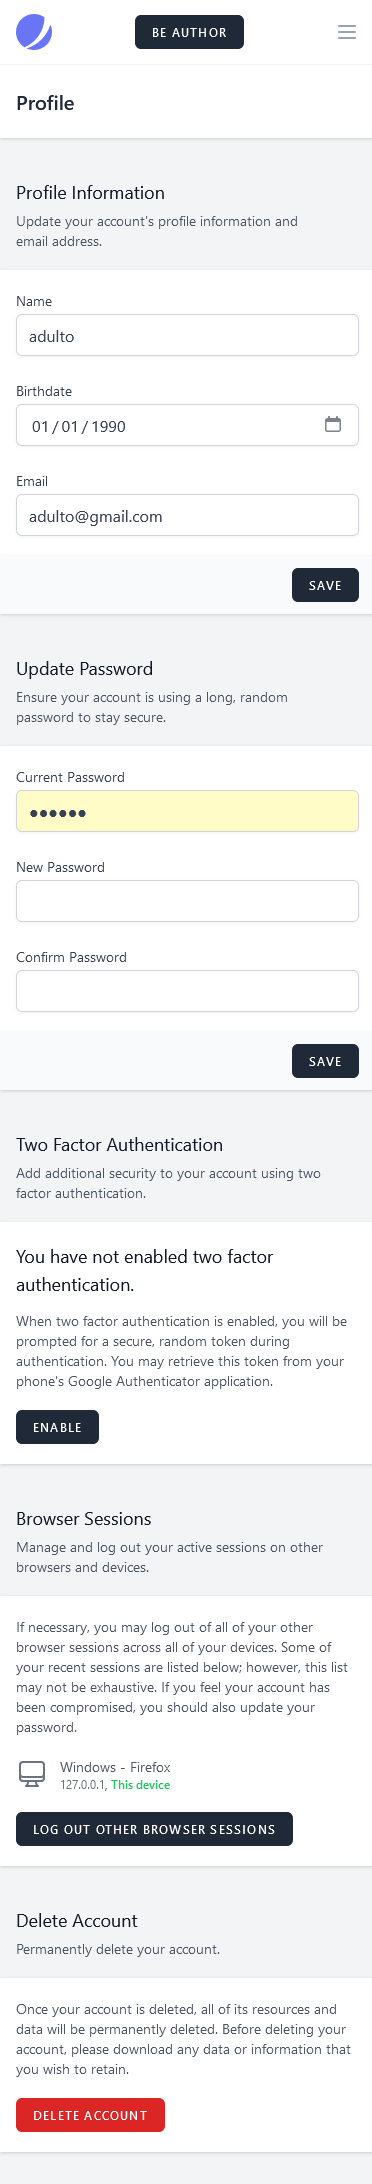 BE AUTHOR
Profile
Profile Information
Update your account's profile information and
email address.
Name
adulto
Birthdate
01 / 01 / 1990
Email
adulto@gmail.com
SAVE
Update Password
Ensure your account is using a long, random
password to stay secure.
Current Password
●●●●●●
New Password
Confirm Password
SAVE
Two Factor Authentication
Add additional security to your account using two
factor authentication.
You have not enabled two factor
authentication.
When two factor authentication is enabled, you will be
prompted for a secure, random token during
authentication. You may retrieve this token from your
phone's Google Authenticator application.
ENABLE
Browser Sessions
Manage and log out your active sessions on other
browsers and devices.
If necessary, you may log out of all of your other
browser sessions across all of your devices. Some of
your recent sessions are listed below; however, this list
may not be exhaustive. If you feel your account has
been compromised, you should also update your
password.
Windows - Firefox
127.0.0.1, This device
LOG OUT OTHER BROWSER SESSIONS
Delete Account
Permanently delete your account.
Once your account is deleted, all of its resources and
data will be permanently deleted. Before deleting your
account, please download any data or information that
you wish to retain.
DELETE ACCOUNT